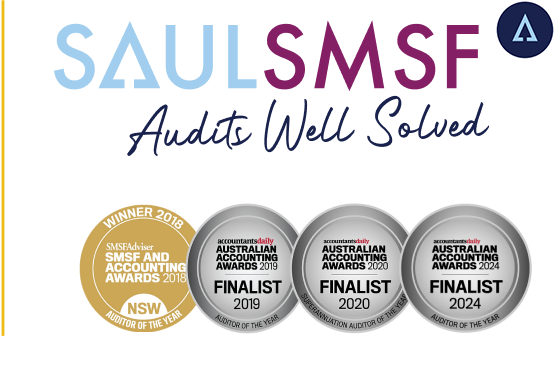 SAULSMSF
Audits Well Solved
WINNER 2018
SMSFAdviser
SMSF AND
ACCOUNTING
AWARDS 2018
NSW
AUDITOR OF THE YEAR
accountantsdaily
AUSTRALIAN
ACCOUNTING
AWARDS 2019
FINALIST
2019
AUDITOR OF THE YEAR
accountantsdaily
AUSTRALIAN
ACCOUNTING
AWARDS 2020
FINALIST
2020
SUPERANNUATION AUDITOR OF THE YEAR
accountantsdaily
AUSTRALIAN
ACCOUNTING
AWARDS 2024
FINALIST
2024
AUDITOR OF THE YEAR